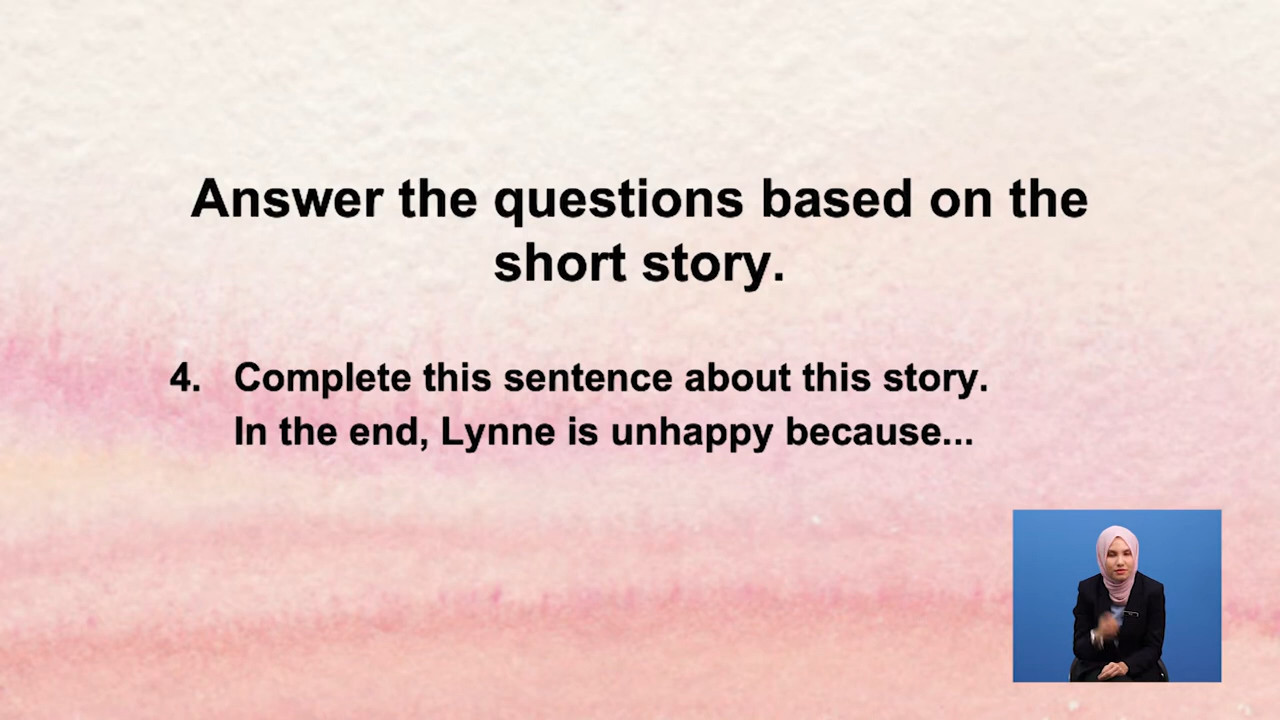 Answer the questions based on the
short story.
4. Complete this sentence about this story.
In the end, Lynne is unhappy because...